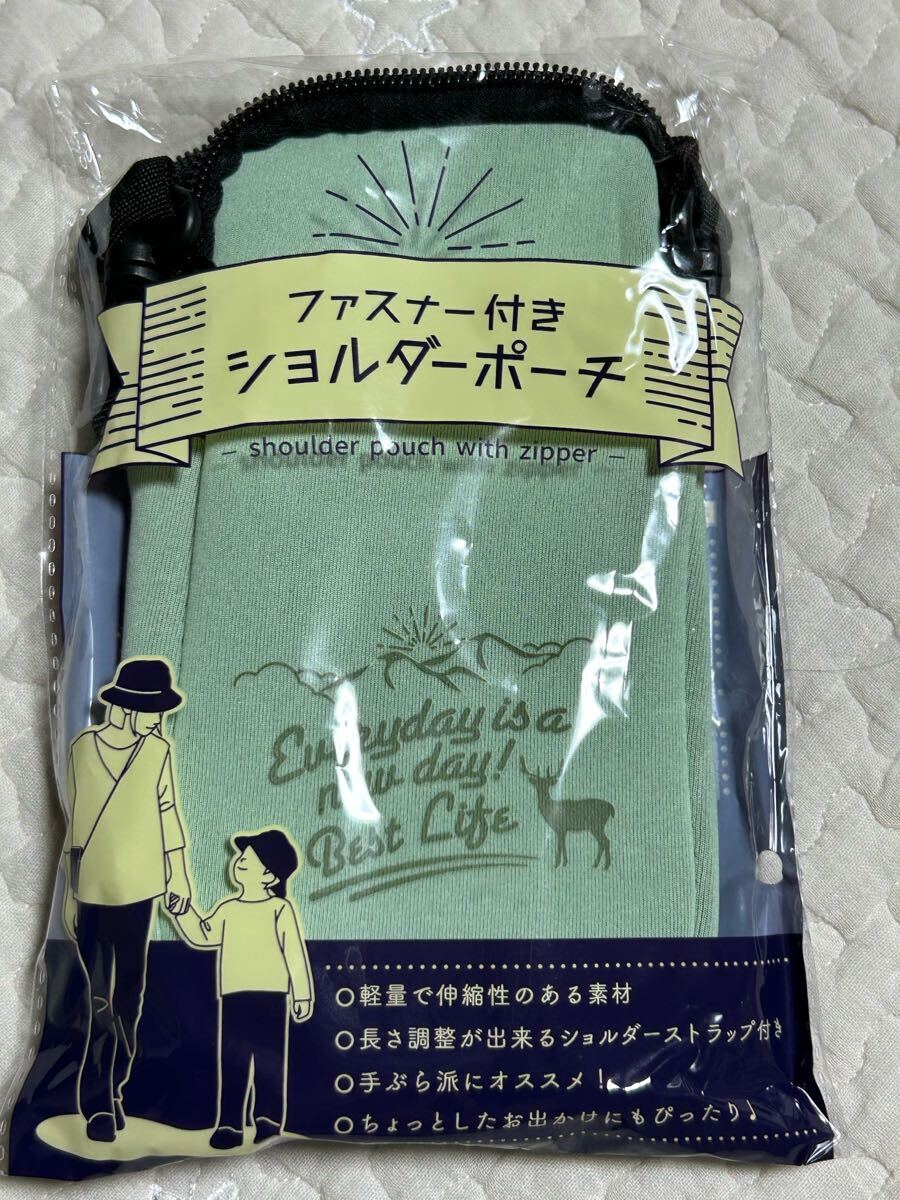 ファスナー付き
ショルダーポーチ
shoulder pouch with zipper
Everyday is a
new day!
Best Life
○軽量で伸縮性のある素材
○長さ調整が出来るショルダーストラップ付き
○手ぶら派にオススメ!
○ちょっとしたお出かけにもぴったり♪